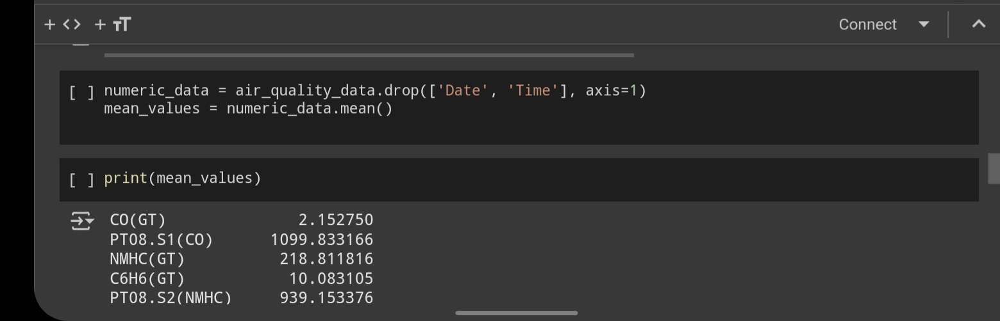 + <> + TT
Connect
[ ] numeric_data = air_quality_data.drop(['Date', 'Time'], axis=1)
mean_values = numeric_data.mean()
[ ] print(mean_values)
CO(GT) 2.152750
PT08.S1(CO) 1099.833166
NMHC(GT) 218.811816
C6H6(GT) 10.083105
PT08.S2(NMHC) 939.153376